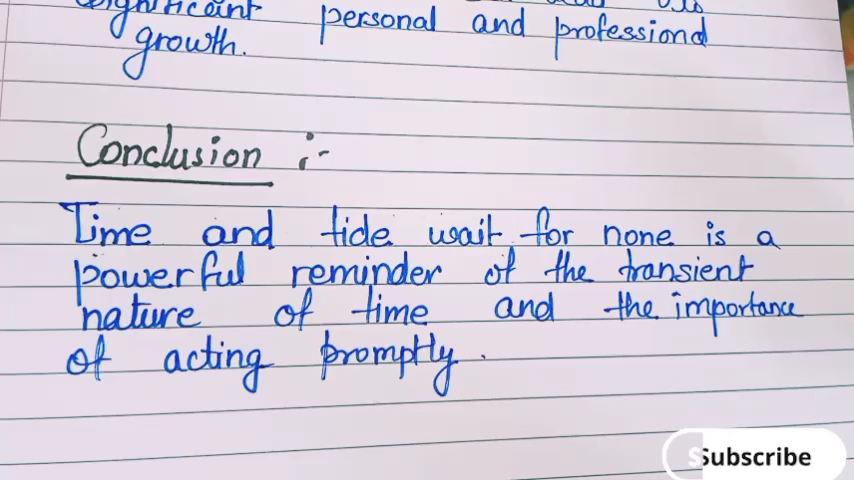 significant personal and professional
growth.
Conclusion :-
Time and tide wait for none is a
powerful reminder of the transient
nature of time and the importance
of acting promptly.
Subscribe